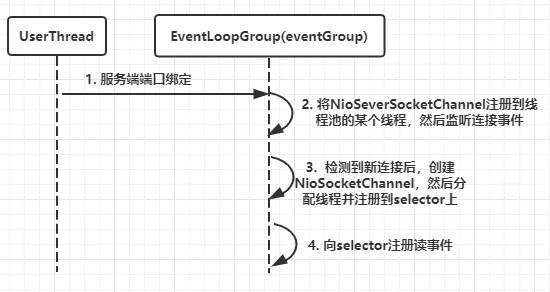 UserThread
EventLoopGroup(eventGroup)
1. 服务端端口绑定
2. 将NioSeverSocketChannel注册到线
程池的某个线程，然后监听连接事件
3. 检测到新连接后，创建
NioSocketChannel，然后分
配线程并注册到selector上
4. 向selector注册读事件